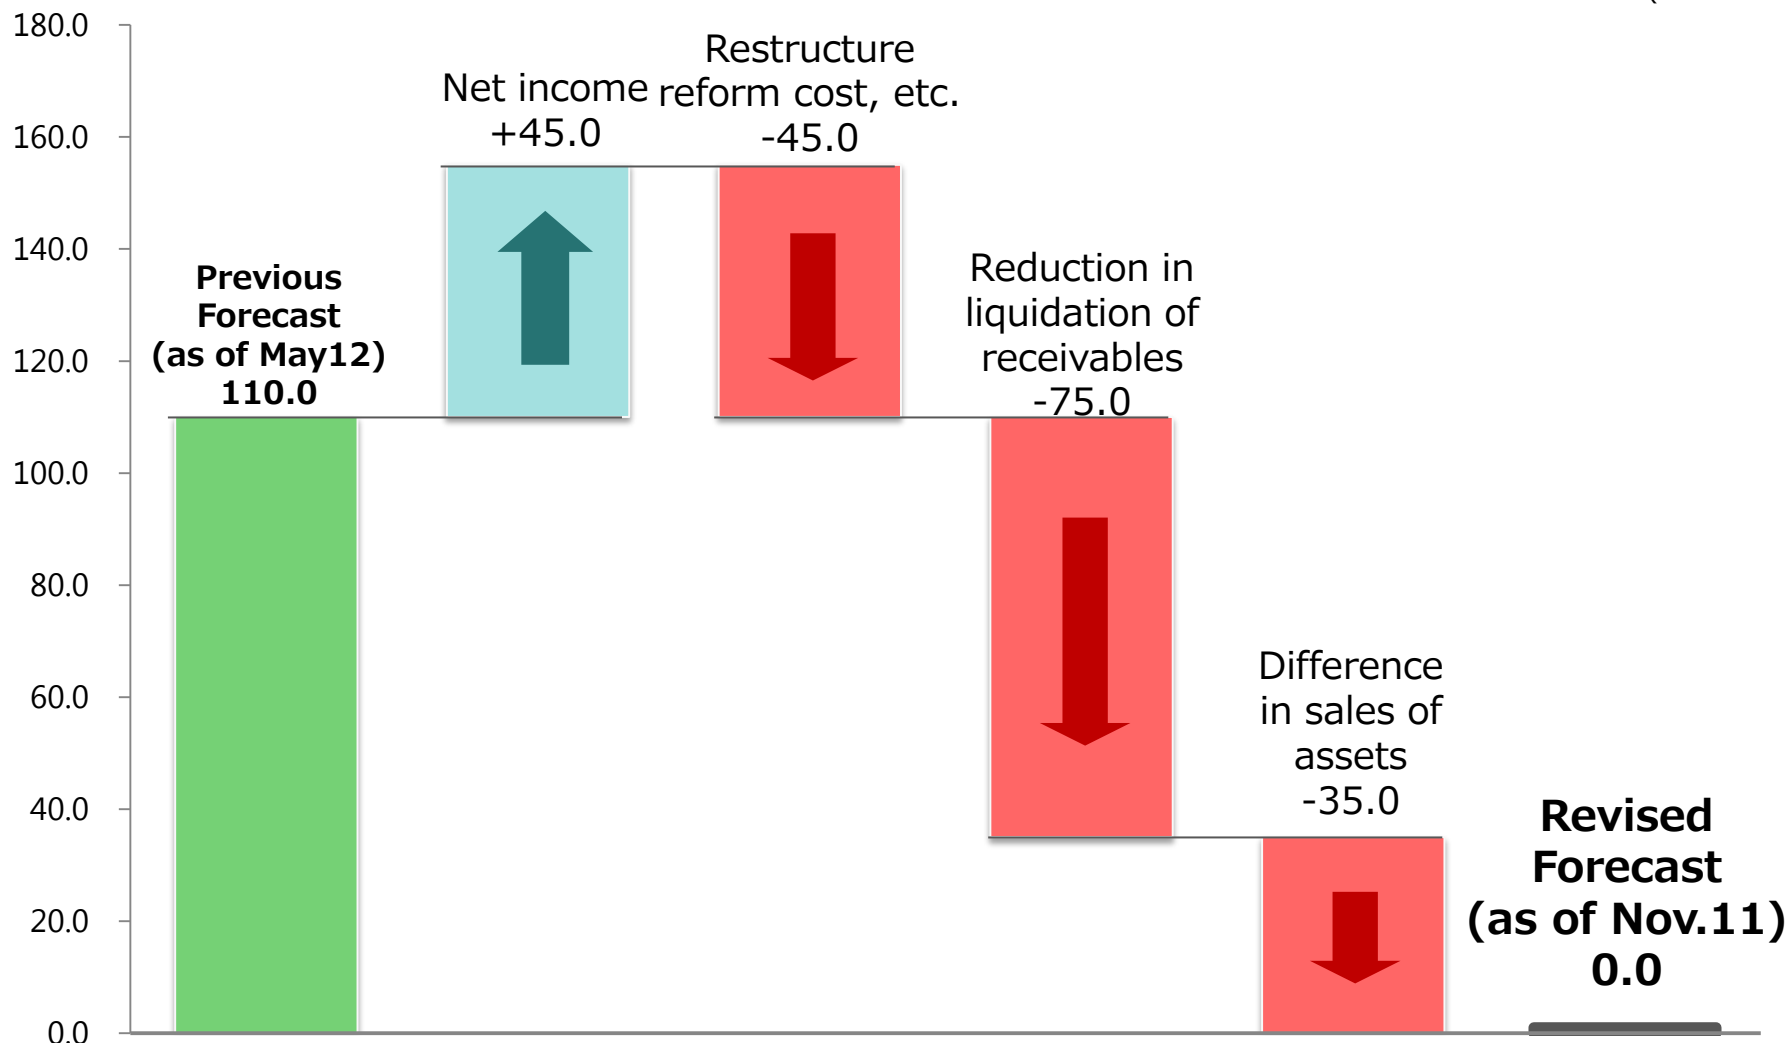 (
180.0
160.0
140.0
120.0
100.0
80.0
60.0
40.0
20.0
0.0
Previous
Forecast
(as of May12)
110.0
Net income
+45.0
Restructure
reform cost, etc.
-45.0
Reduction in
liquidation of
receivables
-75.0
Difference
in sales of
assets
-35.0
Revised
Forecast
(as of Nov.11)
0.0